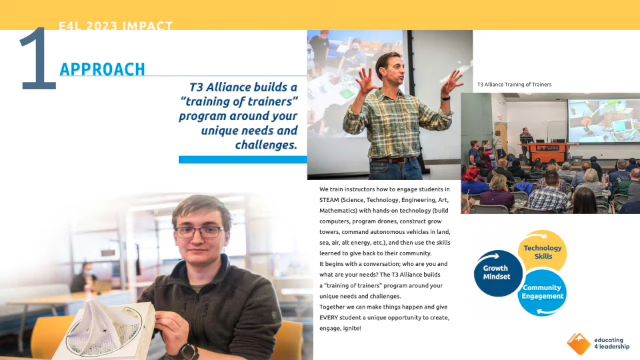 E4L 2023 IMPACT
1
APPROACH
T3 Alliance builds a
"training of trainers"
program around your
unique needs and
challenges.
T3 Alliance Training of Trainers
We train instructors how to engage students in
STEAM (Science, Technology, Engineering, Art,
Mathematics) with hands-on technology (build
computers, program drones, construct grow
towers, command autonomous vehicles in land,
sea, air, alt energy, etc.), and then use the skills
learned to give back to their community.
It begins with a conversation; who are you and
what are your needs? The T3 Alliance builds
a "training of trainers" program around your
unique needs and challenges.
Together we can make things happen and give
EVERY student a unique opportunity to create,
engage, ignite!
Technology
Skills
Growth
Mindset
Community
Engagement
educating
4 leadership